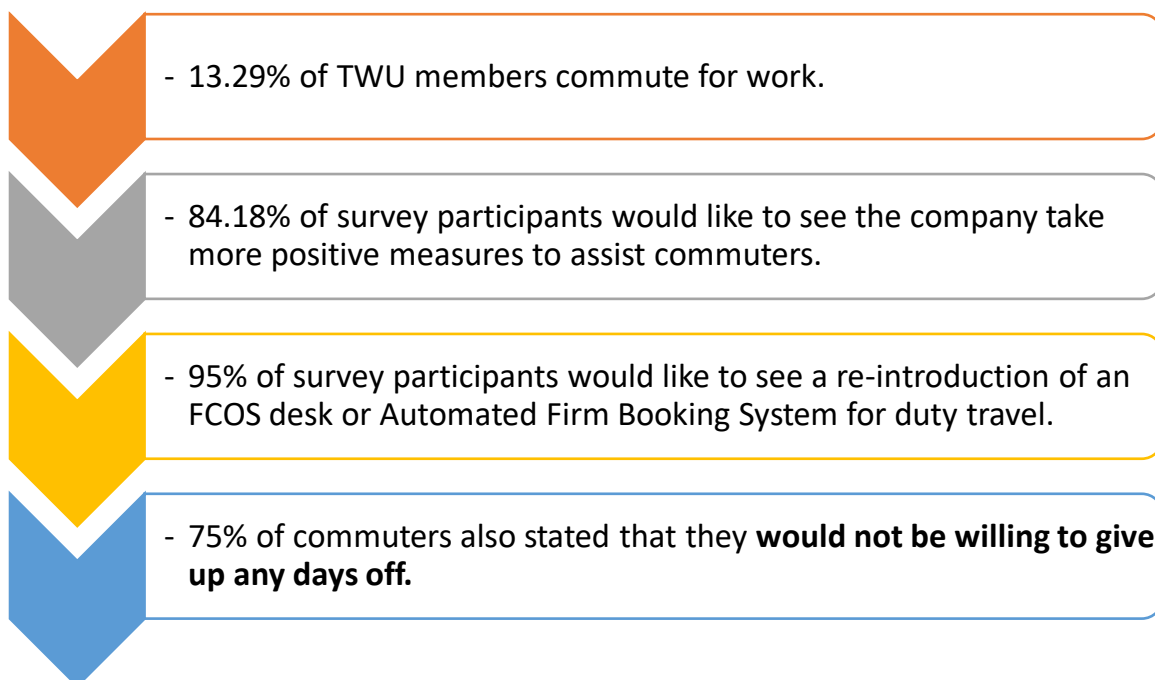 - 13.29% of TWU members commute for work.
- 84.18% of survey participants would like to see the company take
more positive measures to assist commuters.
- 95% of survey participants would like to see a re-introduction of an
FCOS desk or Automated Firm Booking System for duty travel.
- 75% of commuters also stated that they would not be willing to give
up any days off.